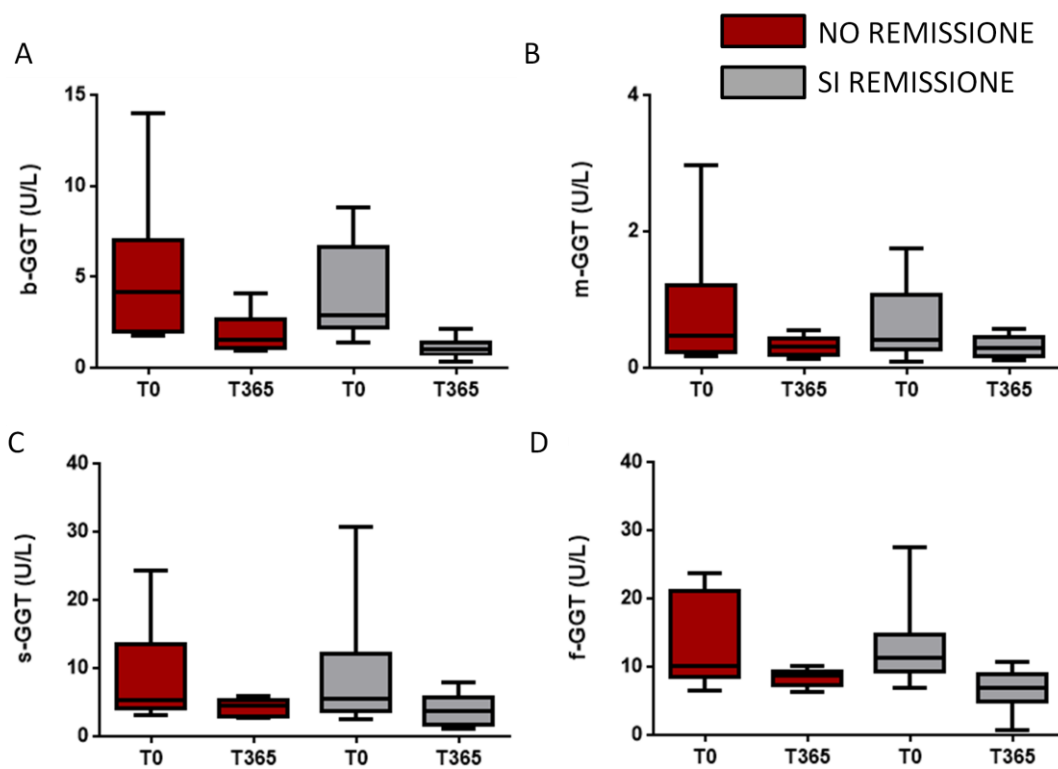 NO REMISSIONE
SI REMISSIONE
A
15
10
5
0
b-GGT (U/L)
T0 T365 T0 T365
B
4
2
0
m-GGT (U/L)
T0 T365 T0 T365
C
40
30
20
10
0
s-GGT (U/L)
T0 T365 T0 T365
D
40
30
20
10
0
f-GGT (U/L)
T0 T365 T0 T365